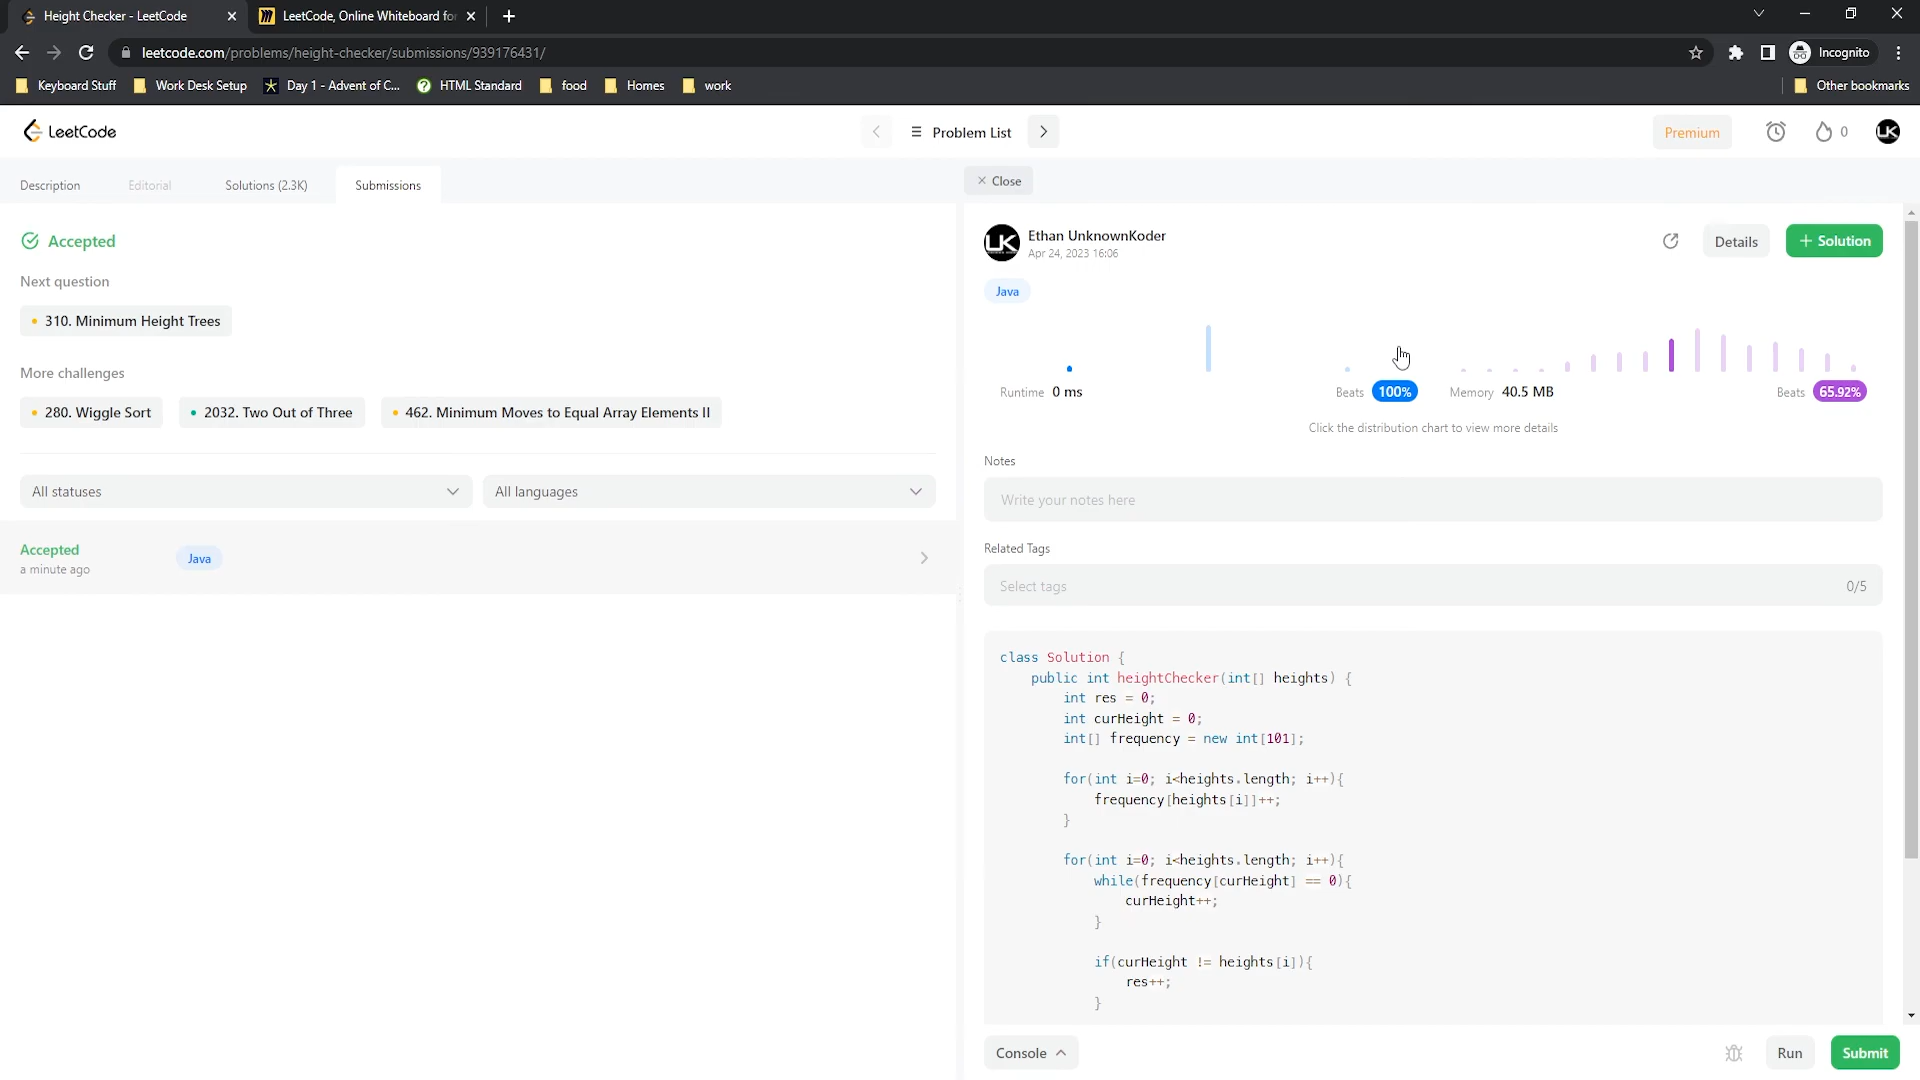 Height Checker - LeetCode
LeetCode, Online Whiteboard for
leetcode.com/problems/height-checker/submissions/939176431/
Incognito
Keyboard Stuff
Work Desk Setup
Day 1 - Advent of C...
HTML Standard
food
Homes
work
Other bookmarks
LeetCode
Problem List
Premium
0
UK
Description
Editorial
Solutions (2.3K)
Submissions
× Close
Accepted
Next question
310. Minimum Height Trees
More challenges
280. Wiggle Sort
2032. Two Out of Three
462. Minimum Moves to Equal Array Elements II
All statuses
All languages
Accepted
a minute ago
Java
UK
Ethan UnknownKoder
Apr 24, 2023 16:06
Details
+ Solution
Java
Runtime 0 ms
Beats 100%
Memory 40.5 MB
Beats 65.92%
Click the distribution chart to view more details
Notes
Write your notes here
Related Tags
Select tags
0/5
class Solution {
public int heightChecker(int[] heights) {
int res = 0;
int curHeight = 0;
int[] frequency = new int[101];
for(int i=0; i<heights.length; i++){
frequency[heights[i]]++;
}
for(int i=0; i<heights.length; i++){
while(frequency[curHeight] == 0){
curHeight++;
}
if(curHeight != heights[i]){
res++;
}
Console
Run
Submit